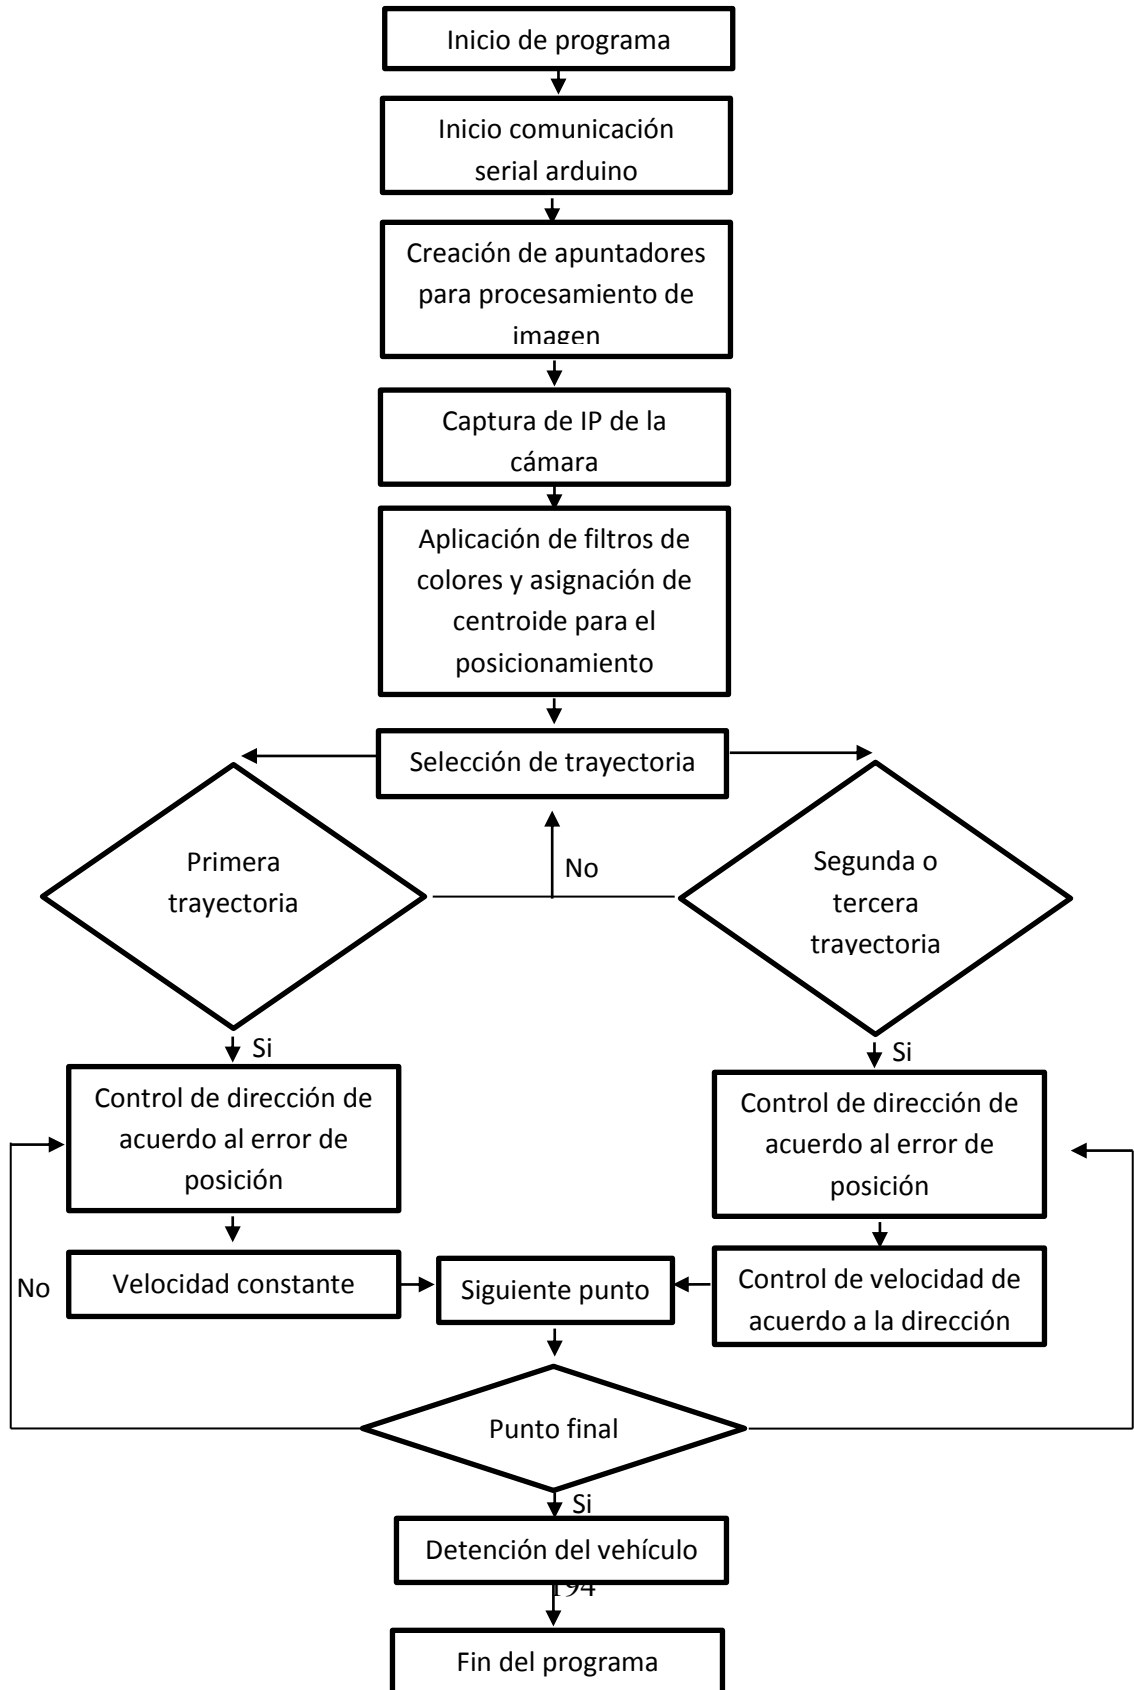 Inicio de programa
Inicio comunicación
serial arduino
Creación de apuntadores
para procesamiento de
imagen
Captura de IP de la
cámara
Aplicación de filtros de
colores y asignación de
centroide para el
posicionamiento
Selección de trayectoria
Primera
trayectoria
No
Segunda o
tercera
trayectoria
Si
Si
Control de dirección de
acuerdo al error de
posición
Control de dirección de
acuerdo al error de
posición
No
Velocidad constante
Siguiente punto
Control de velocidad de
acuerdo a la dirección
Punto final
Si
Detención del vehículo
194
Fin del programa